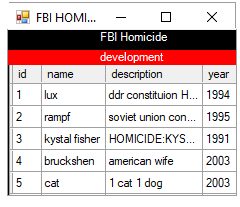 FBI HOMI...
FBI Homicide
development
id name description year
1 lux ddr constituion H... 1994
2 rampf soviet union con... 1995
3 kystal fisher HOMICIDE:KYS... 1991
4 bruckshen american wife 2003
5 cat 1 cat 1 dog 2003